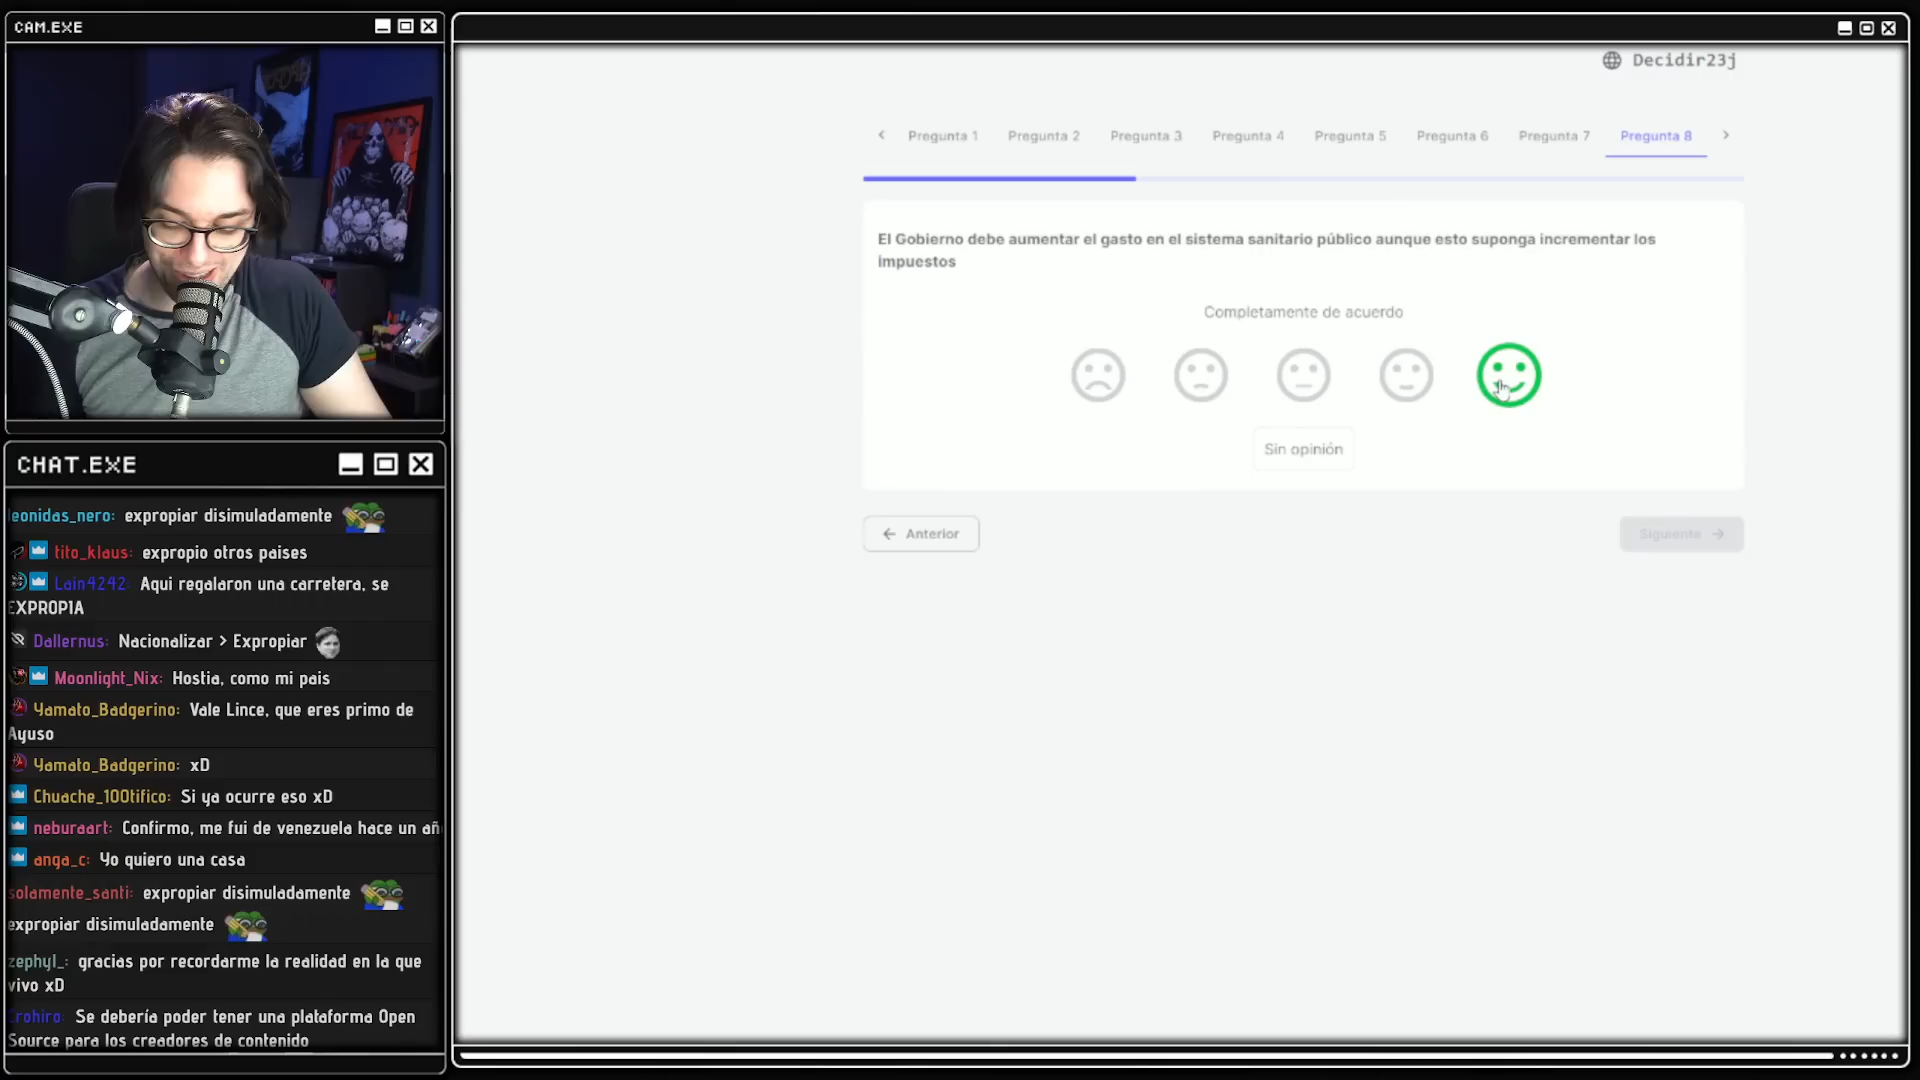 CAM.EXE
Decidir23j
Pregunta 1 Pregunta 2 Pregunta 3 Pregunta 4 Pregunta 5 Pregunta 6 Pregunta 7 Pregunta 8
El Gobierno debe aumentar el gasto en el sistema sanitario público aunque esto suponga incrementar los
impuestos
Completamente de acuerdo
Sin opinión
Anterior
Siguiente
CHAT.EXE
leonidas_nero: expropiar disimuladamente
tito_klaus: expropio otros paises
Lain4242: Aqui regalaron una carretera, se
EXPROPIA
Dallernus: Nacionalizar > Expropiar
Moonlight_Nix: Hostia, como mi pais
Yamato_Badgerino: Vale Lince, que eres primo de
Ayuso
Yamato_Badgerino: xD
Chuache_100tifico: Si ya ocurre eso xD
neburaart: Confirmo, me fui de venezuela hace un añ
anga_c: Yo quiero una casa
solamente_santi: expropiar disimuladamente
expropiar disimuladamente
zephyl_: gracias por recordarme la realidad en la que
vivo xD
Crohiro: Se debería poder tener una plataforma Open
Source para los creadores de contenido